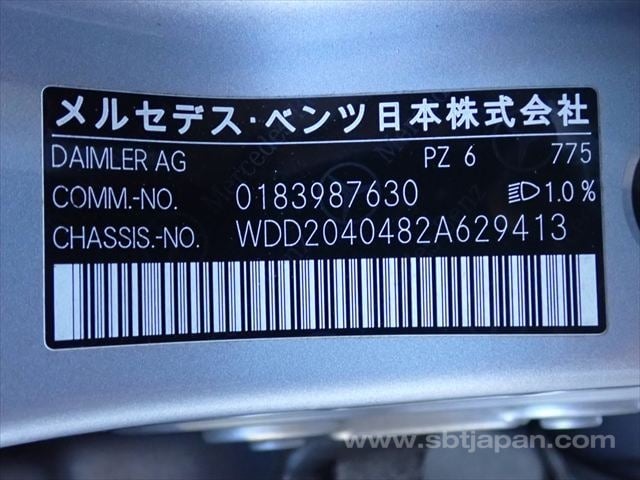 メルセデス・ベンツ日本株式会社
DAIMLER AG PZ 6 775
COMM.-NO. 0183987630 1.0 %
CHASSIS.-NO. WDD2040482A629413
www.sbtjapan.com